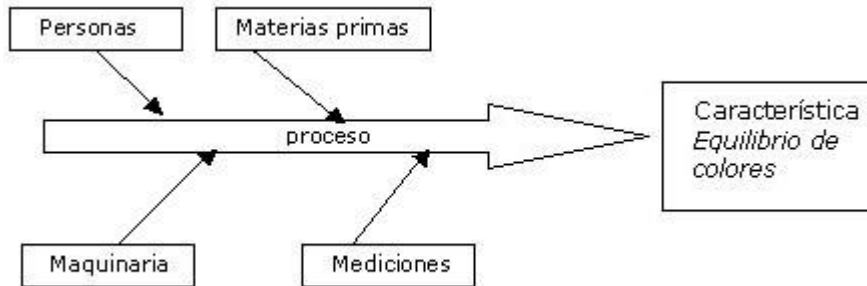 Personas
Materias primas
proceso
Característica
Equilibrio de
colores
Maquinaria
Mediciones